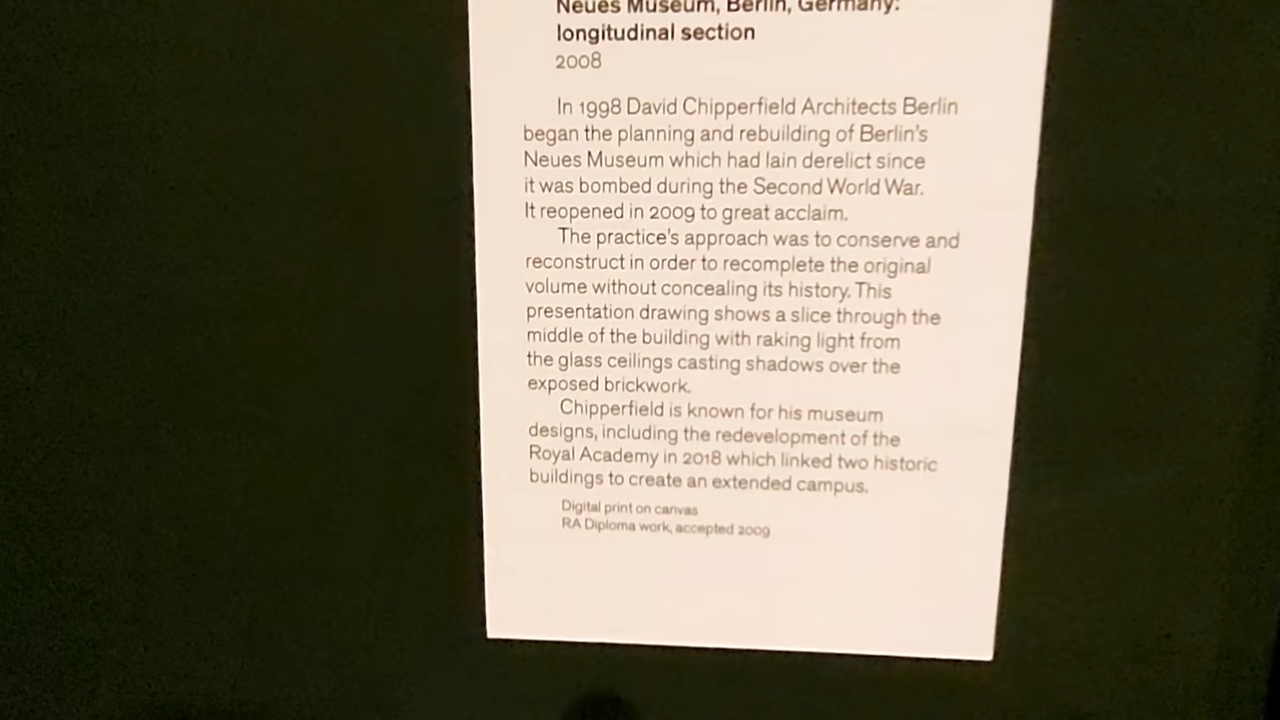 Neues Museum, Berlin, Germany:
longitudinal section
2008
In 1998 David Chipperfield Architects Berlin
began the planning and rebuilding of Berlin's
Neues Museum which had lain derelict since
it was bombed during the Second World War.
It reopened in 2009 to great acclaim.
The practice's approach was to conserve and
reconstruct in order to recomplete the original
volume without concealing its history. This
presentation drawing shows a slice through the
middle of the building with raking light from
the glass ceilings casting shadows over the
exposed brickwork.
Chipperfield is known for his museum
designs, including the redevelopment of the
Royal Academy in 2018 which linked two historic
buildings to create an extended campus.
Digital print on canvas
RA Diploma work, accepted 2009